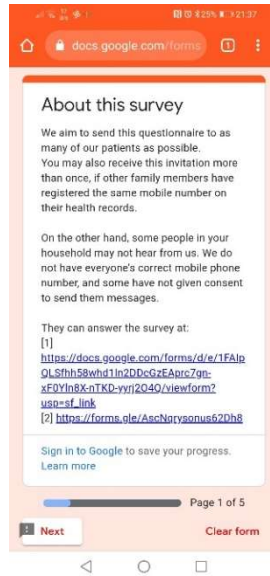 25% 21:37
docs.google.com/forms
1
About this survey
We aim to send this questionnaire to as
many of our patients as possible.
You may also receive this invitation more
than once, if other family members have
registered the same mobile number on
their health records.
On the other hand, some people in your
household may not hear from us. We do
not have everyone's correct mobile phone
number, and some have not given consent
to send them messages.
They can answer the survey at:
[1]
https://docs.google.com/forms/d/e/1FAIp
QLSfhh58whd1In2DDcGzEAprc7gn-
xF0YIn8X-nTKD-yyrj2O4Q/viewform?
usp=sf_link
[2] https://forms.gle/AscNqrysonus62Dh8
Sign in to Google to save your progress.
Learn more
Page 1 of 5
Next Clear form